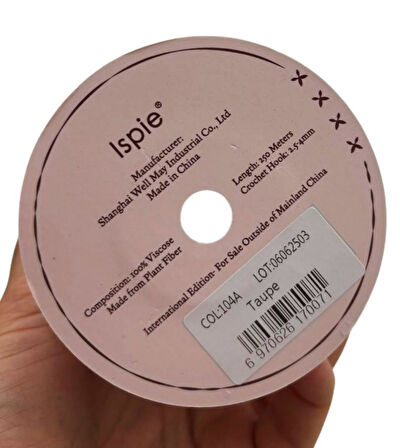 Ispie®
Manufacturer:
Shanghai Well May Industrial Co., Ltd
Made in China
Length: 250 Meters
Crochet Hook: 2.5-4mm
Composition: 100% Viscose
Made from Plant Fiber
International Edition- For Sale Outside of Mainland China
COL:104A LOT:06062503
Taupe
6 970626 170071